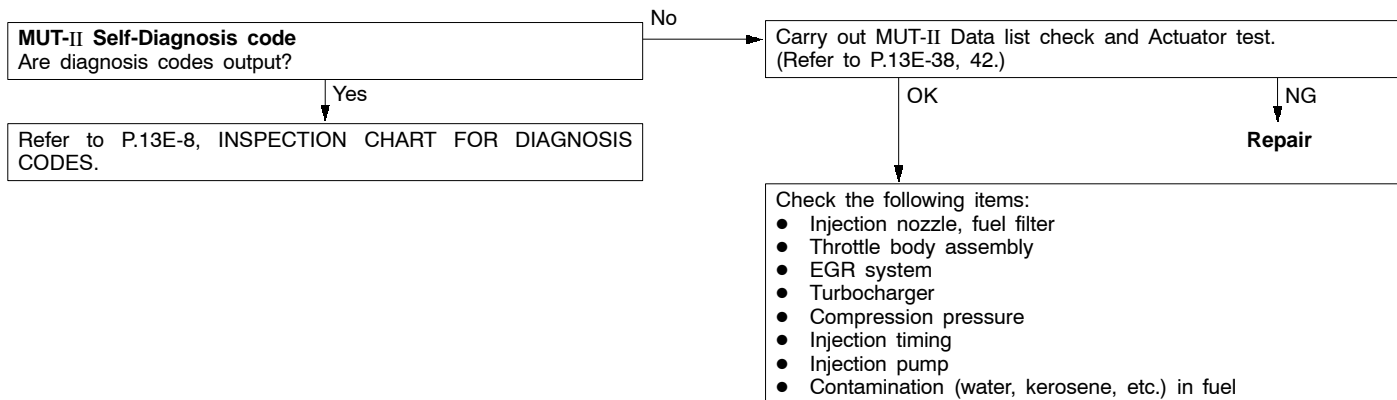 MUT-II Self-Diagnosis code
Are diagnosis codes output?
No
Carry out MUT-II Data list check and Actuator test.
(Refer to P.13E-38, 42.)
Yes
OK
NG
Refer to P.13E-8, INSPECTION CHART FOR DIAGNOSIS
CODES.
Repair
Check the following items:
● Injection nozzle, fuel filter
● Throttle body assembly
● EGR system
● Turbocharger
● Compression pressure
● Injection timing
● Injection pump
● Contamination (water, kerosene, etc.) in fuel